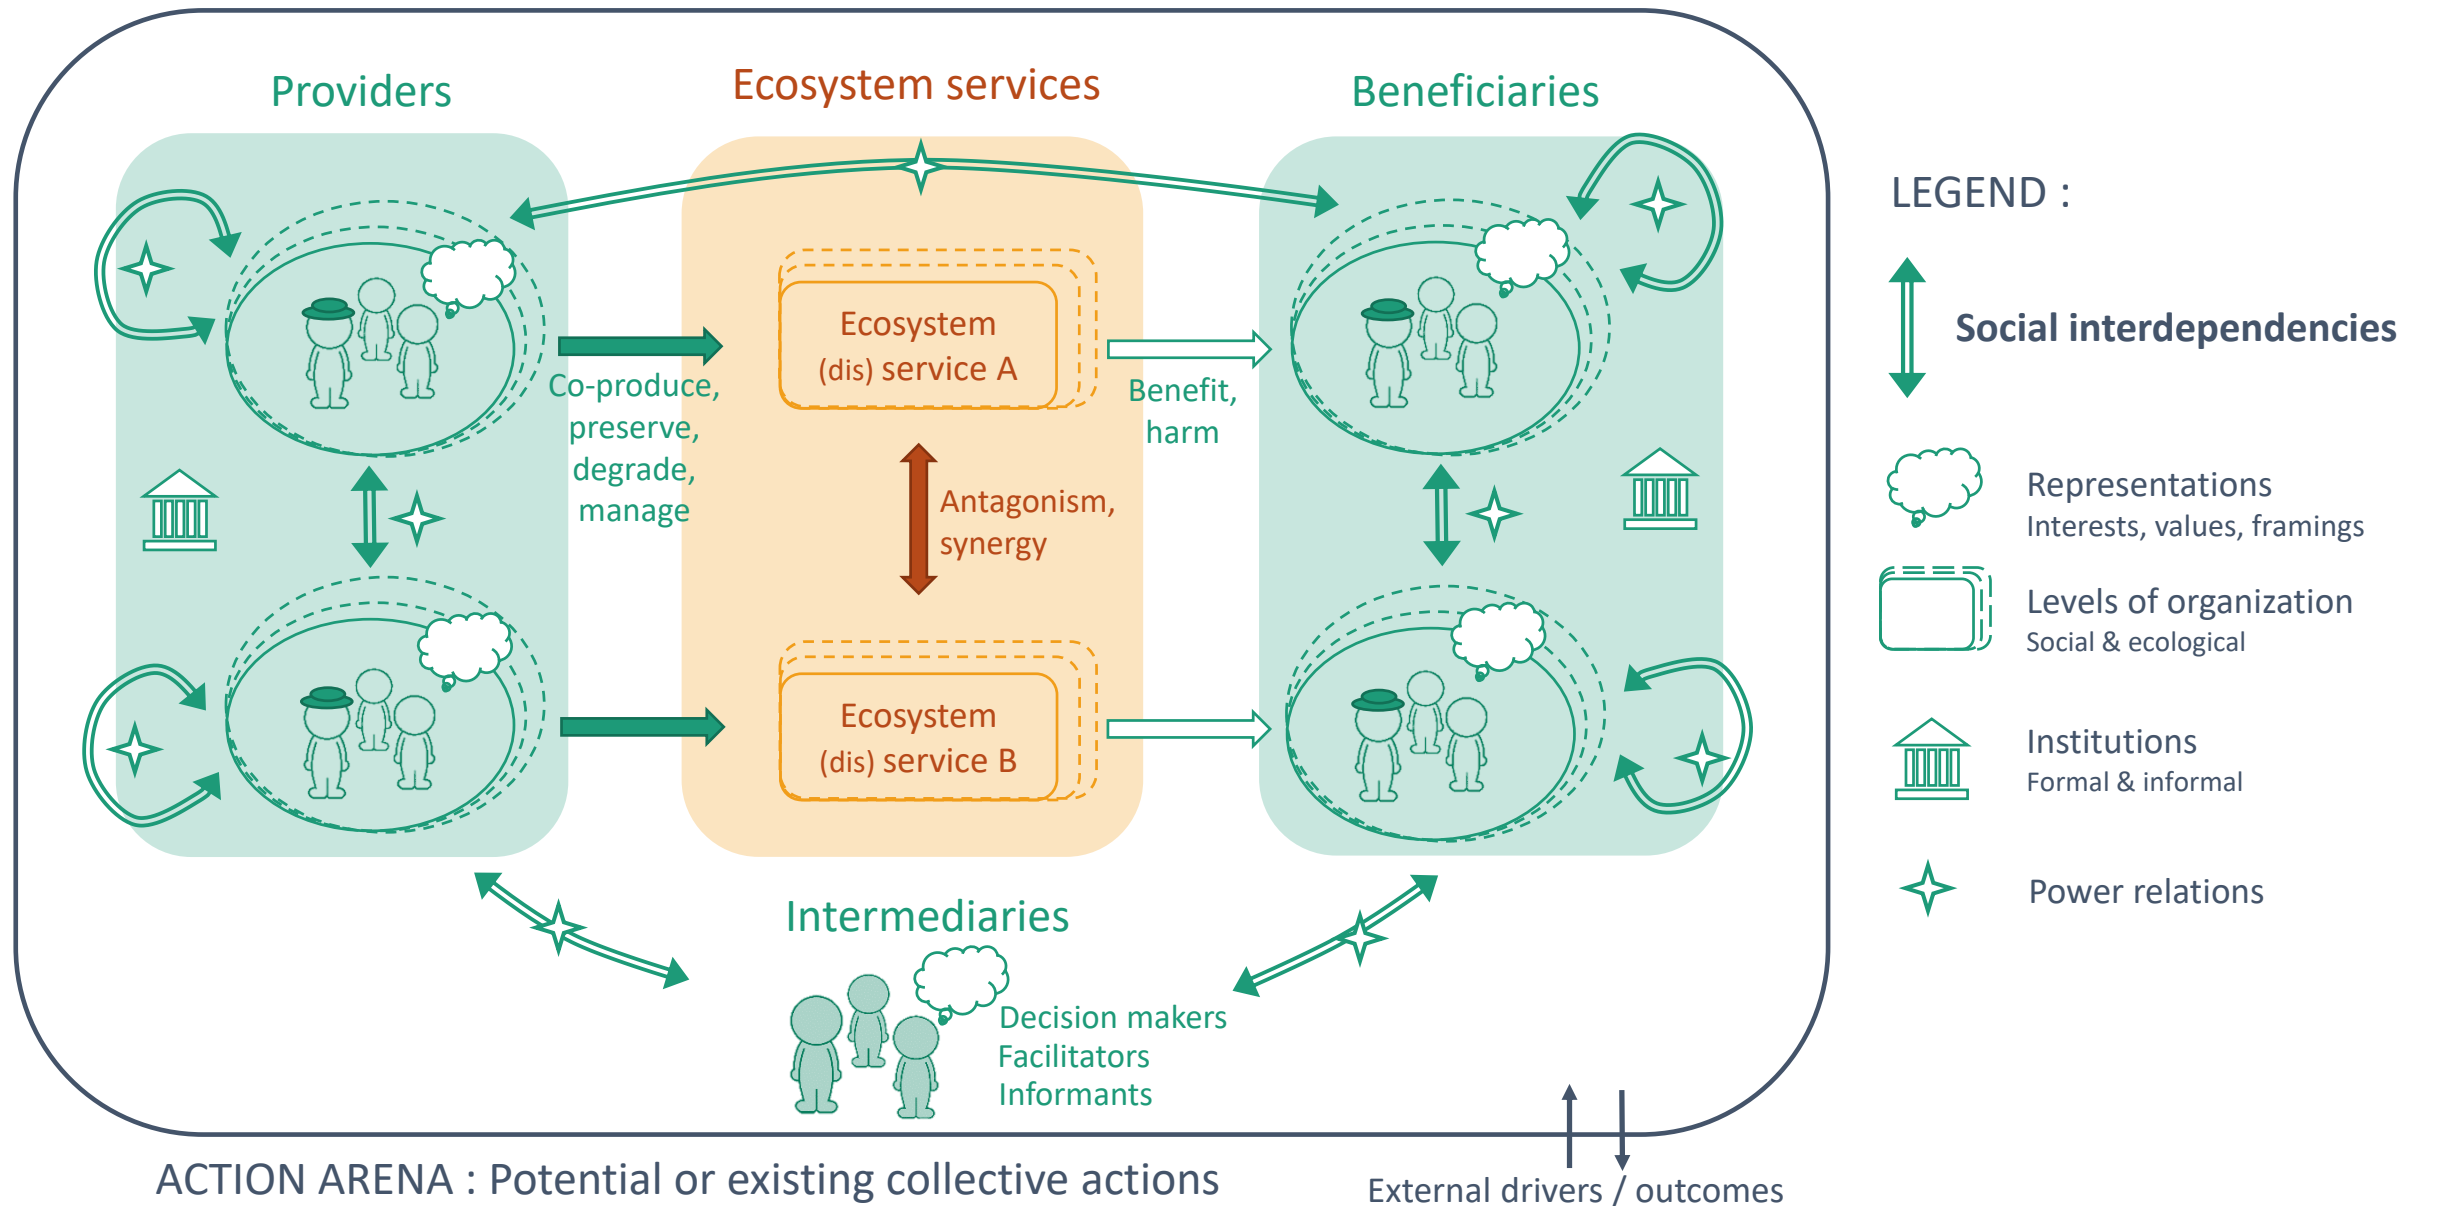 Providers
Ecosystem services
Beneficiaries
Ecosystem
(dis) service A
Co-produce,
preserve,
degrade,
manage
Benefit,
harm
Antagonism,
synergy
Ecosystem
(dis) service B
Intermediaries
Decision makers
Facilitators
Informants
ACTION ARENA : Potential or existing collective actions
External drivers / outcomes
LEGEND :
Social interdependencies
Representations
Interests, values, framings
Levels of organization
Social & ecological
Institutions
Formal & informal
Power relations